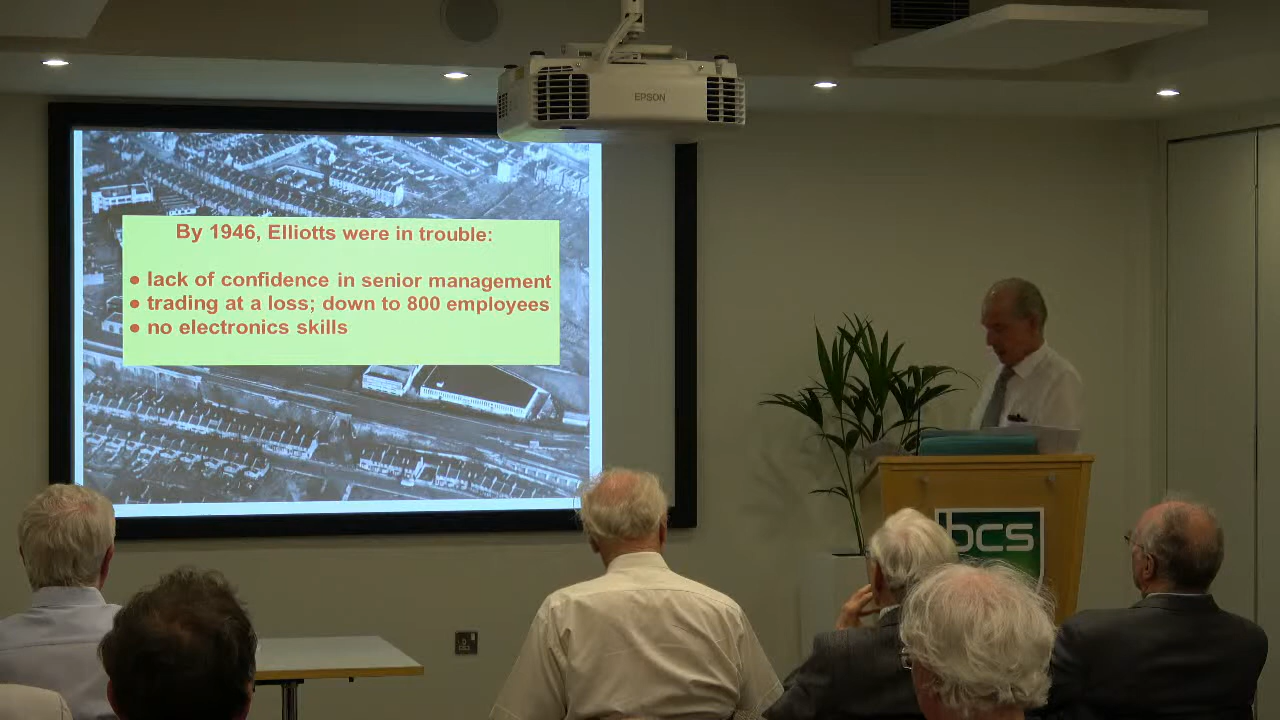 EPSON
By 1946, Elliotts were in trouble:
● lack of confidence in senior management
● trading at a loss; down to 800 employees
● no electronics skills
bcs